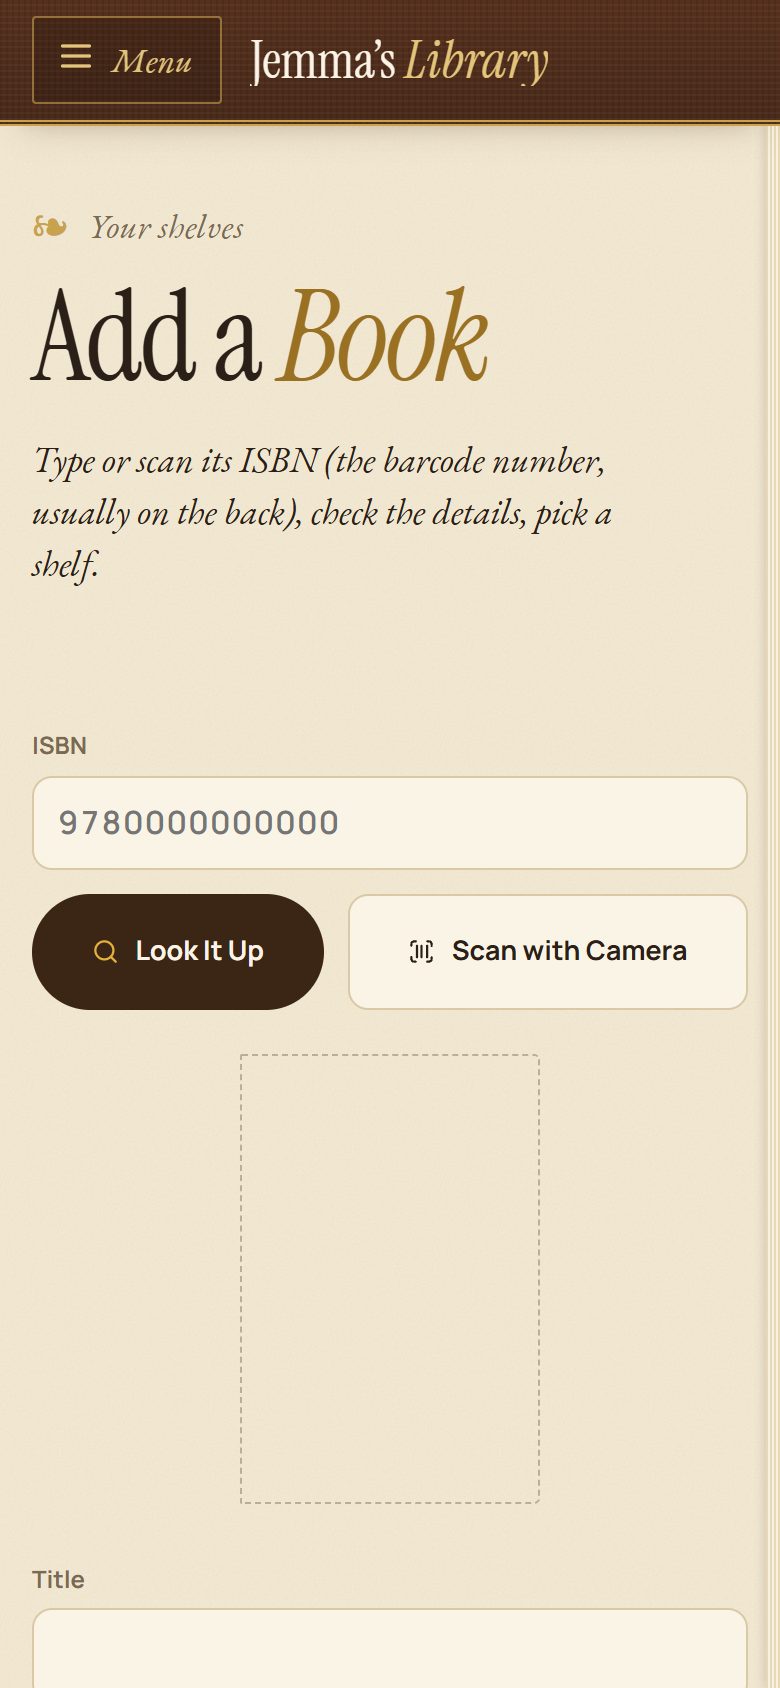 Menu
Jemma’s Library
Your shelves
Add a Book
Type or scan its ISBN (the barcode number,
usually on the back), check the details, pick a
shelf.
ISBN
9780000000000
Look It Up
Scan with Camera
Title